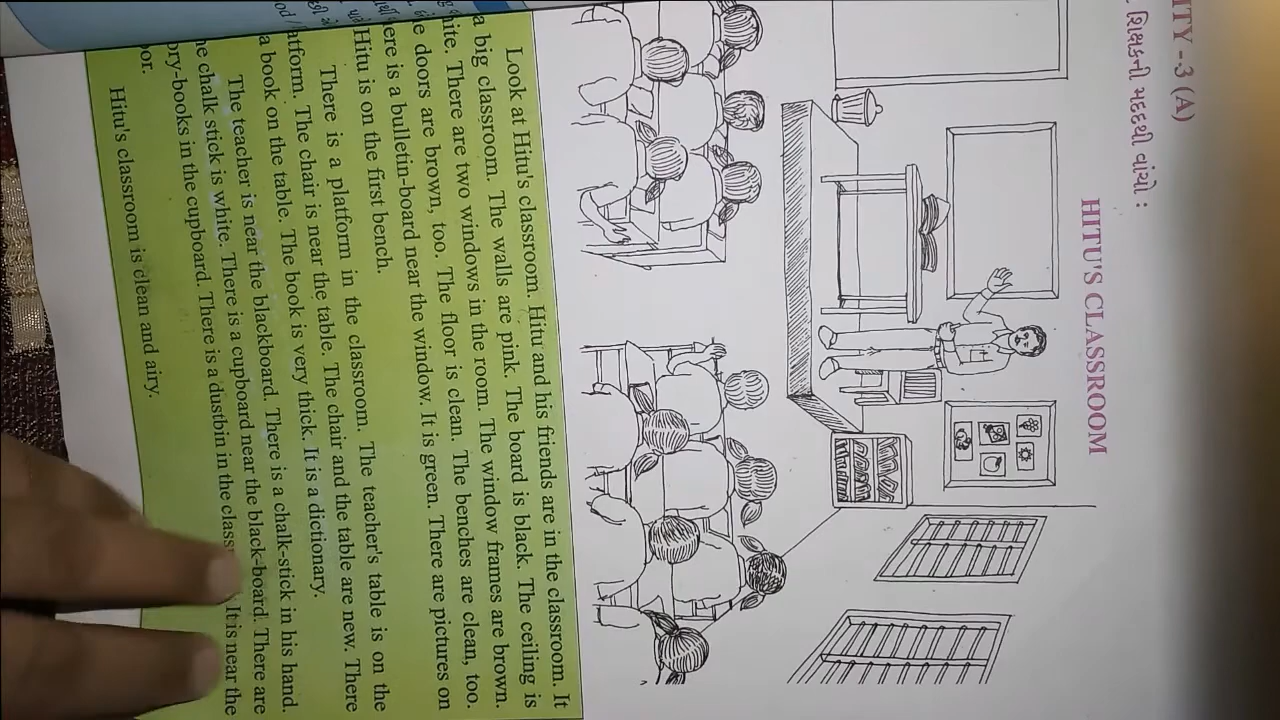 ITY - 3 (A)
શિક્ષકની મદદથી વાંચો :
HITU'S CLASSROOM
Look at Hitu's classroom. Hitu and his friends are in the classroom. It
a big classroom. The walls are pink. The board is black. The ceiling is
hite. There are two windows in the room. The window frames are brown.
e doors are brown, too. The floor is clean. The benches are clean, too.
ere is a bulletin-board near the window. It is green. There are pictures on
Hitu is on the first bench.
There is a platform in the classroom. The teacher's table is on the
atform. The chair is near the table. The chair and the table are new. There
a book on the table. The book is very thick. It is a dictionary.
The teacher is near the blackboard. There is a chalk-stick in his hand.
he chalk stick is white. There is a cupboard near the black-board. There are
ory-books in the cupboard. There is a dustbin in the class It is near the
oor.
Hitu's classroom is clean and airy.